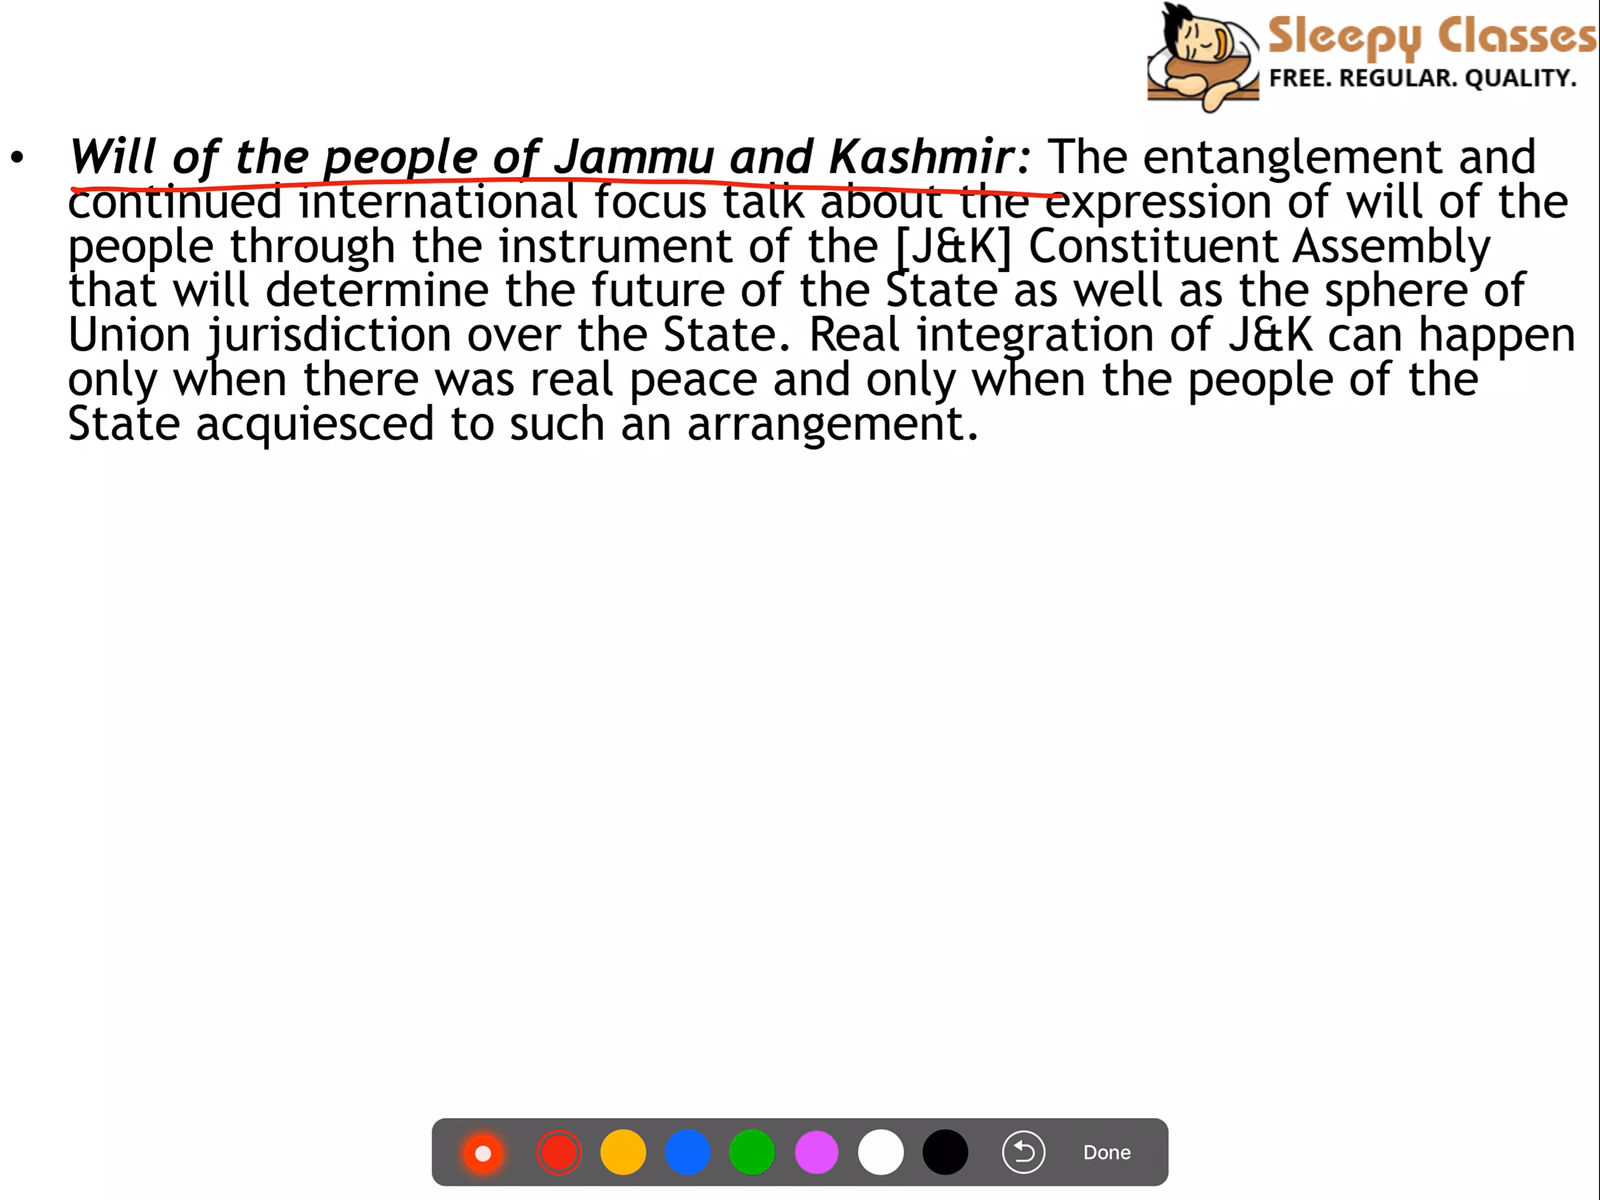 Sleepy Classes
FREE. REGULAR. QUALITY.
• Will of the people of Jammu and Kashmir: The entanglement and
continued international focus talk about the expression of will of the
people through the instrument of the [J&K] Constituent Assembly
that will determine the future of the State as well as the sphere of
Union jurisdiction over the State. Real integration of J&K can happen
only when there was real peace and only when the people of the
State acquiesced to such an arrangement.
Done